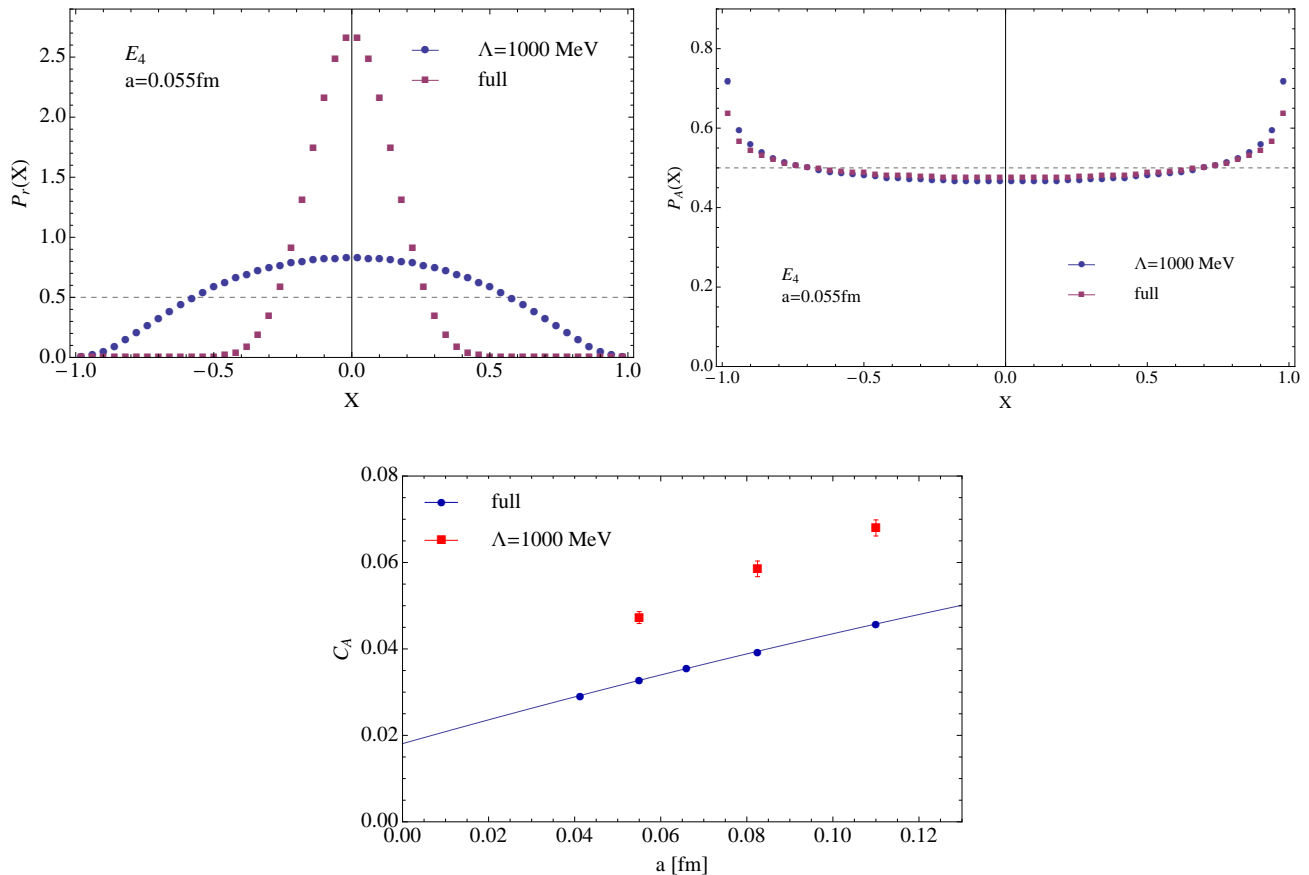 E₄
a=0.055fm
Λ=1000 MeV
full
Pᵣ(X)
2.5
2.0
1.5
1.0
0.5
0.0
−1.0 −0.5 0.0 0.5 1.0
X
P_A(X)
0.8
0.6
0.4
0.2
0.0
E₄
a=0.055fm
Λ=1000 MeV
full
−1.0 −0.5 0.0 0.5 1.0
X
full
Λ=1000 MeV
C_A
0.08
0.06
0.04
0.02
0.00
0.00 0.02 0.04 0.06 0.08 0.10 0.12
a [fm]